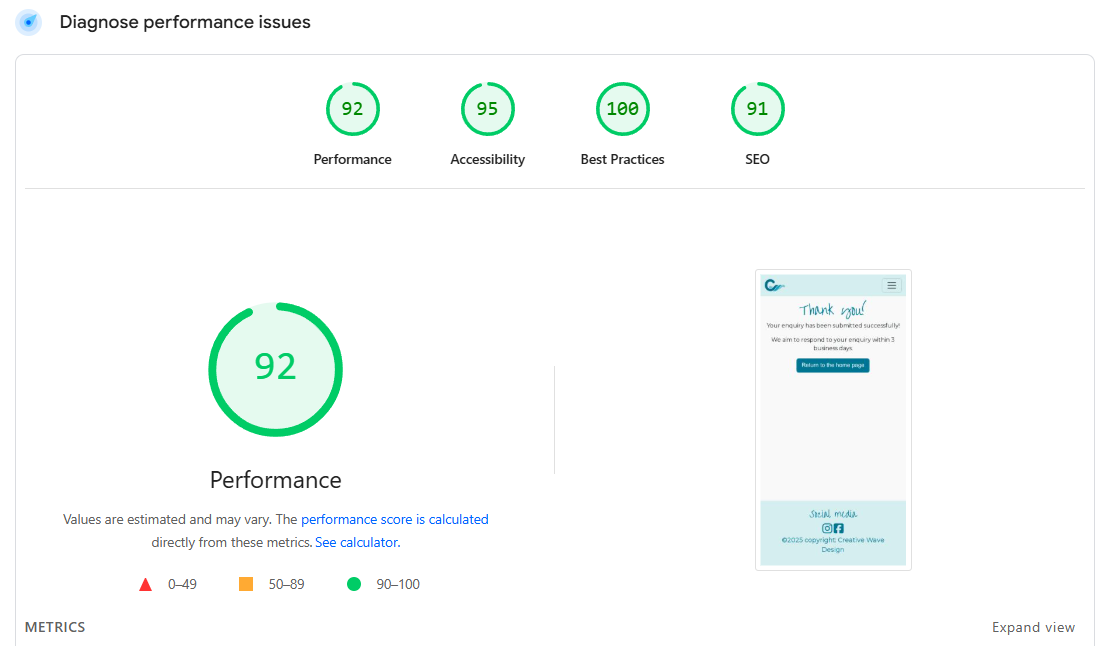 Diagnose performance issues
92
95
100
91
Performance
Accessibility
Best Practices
SEO
92
Performance
Values are estimated and may vary. The performance score is calculated
directly from these metrics. See calculator.
0–49
50–89
90–100
Thank you!
Your enquiry has been submitted successfully!
We aim to respond to your enquiry within 3
business days
Return to the home page
Social media
©2025 copyright Creative Wave
Design
METRICS
Expand view